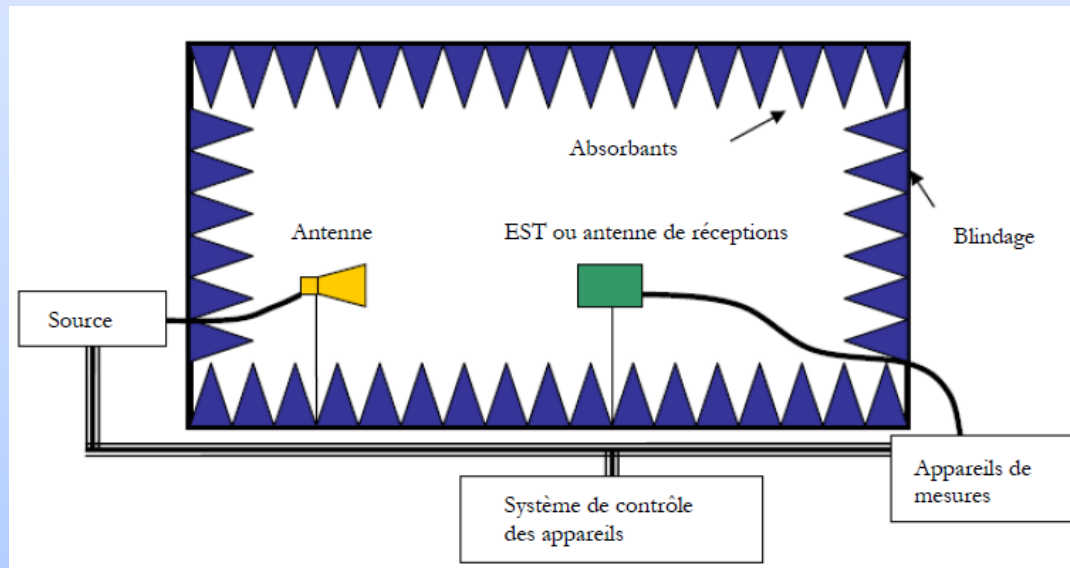 Absorbants
Antenne
EST ou antenne de réceptions
Blindage
Source
Appareils de
mesures
Système de contrôle
des appareils